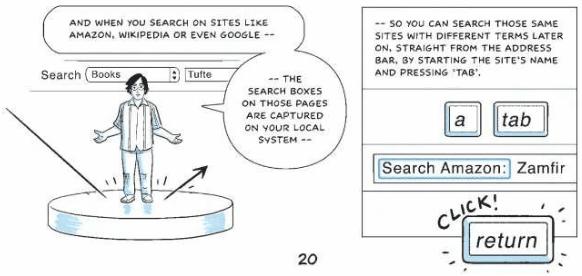 AND WHEN YOU SEARCH ON SITES LIKE
AMAZON, WIKIPEDIA OR EVEN GOOGLE --
Search Books Tufte
-- THE
SEARCH BOXES
ON THOSE PAGES
ARE CAPTURED
ON YOUR LOCAL
SYSTEM --
-- SO YOU CAN SEARCH THOSE SAME
SITES WITH DIFFERENT TERMS LATER
ON, STRAIGHT FROM THE ADDRESS
BAR, BY STARTING THE SITE'S NAME
AND PRESSING 'TAB'.
a tab
Search Amazon: Zamfir
CLICK!
return
20